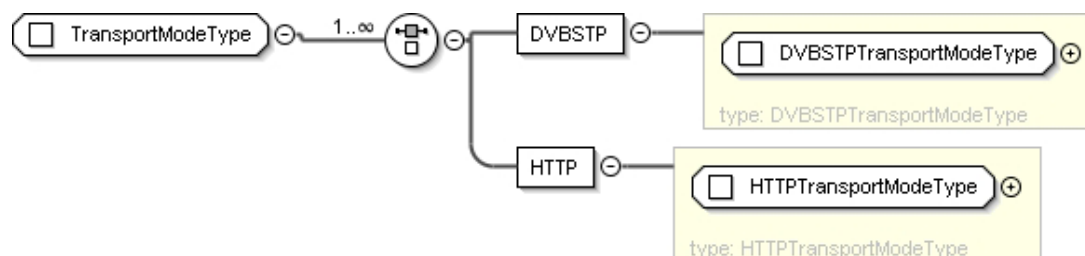 TransportModeType
1..∞
DVBSTP
DVBSTPTransportModeType
type: DVBSTPTransportModeType
HTTP
HTTPTransportModeType
type: HTTPTransportModeType